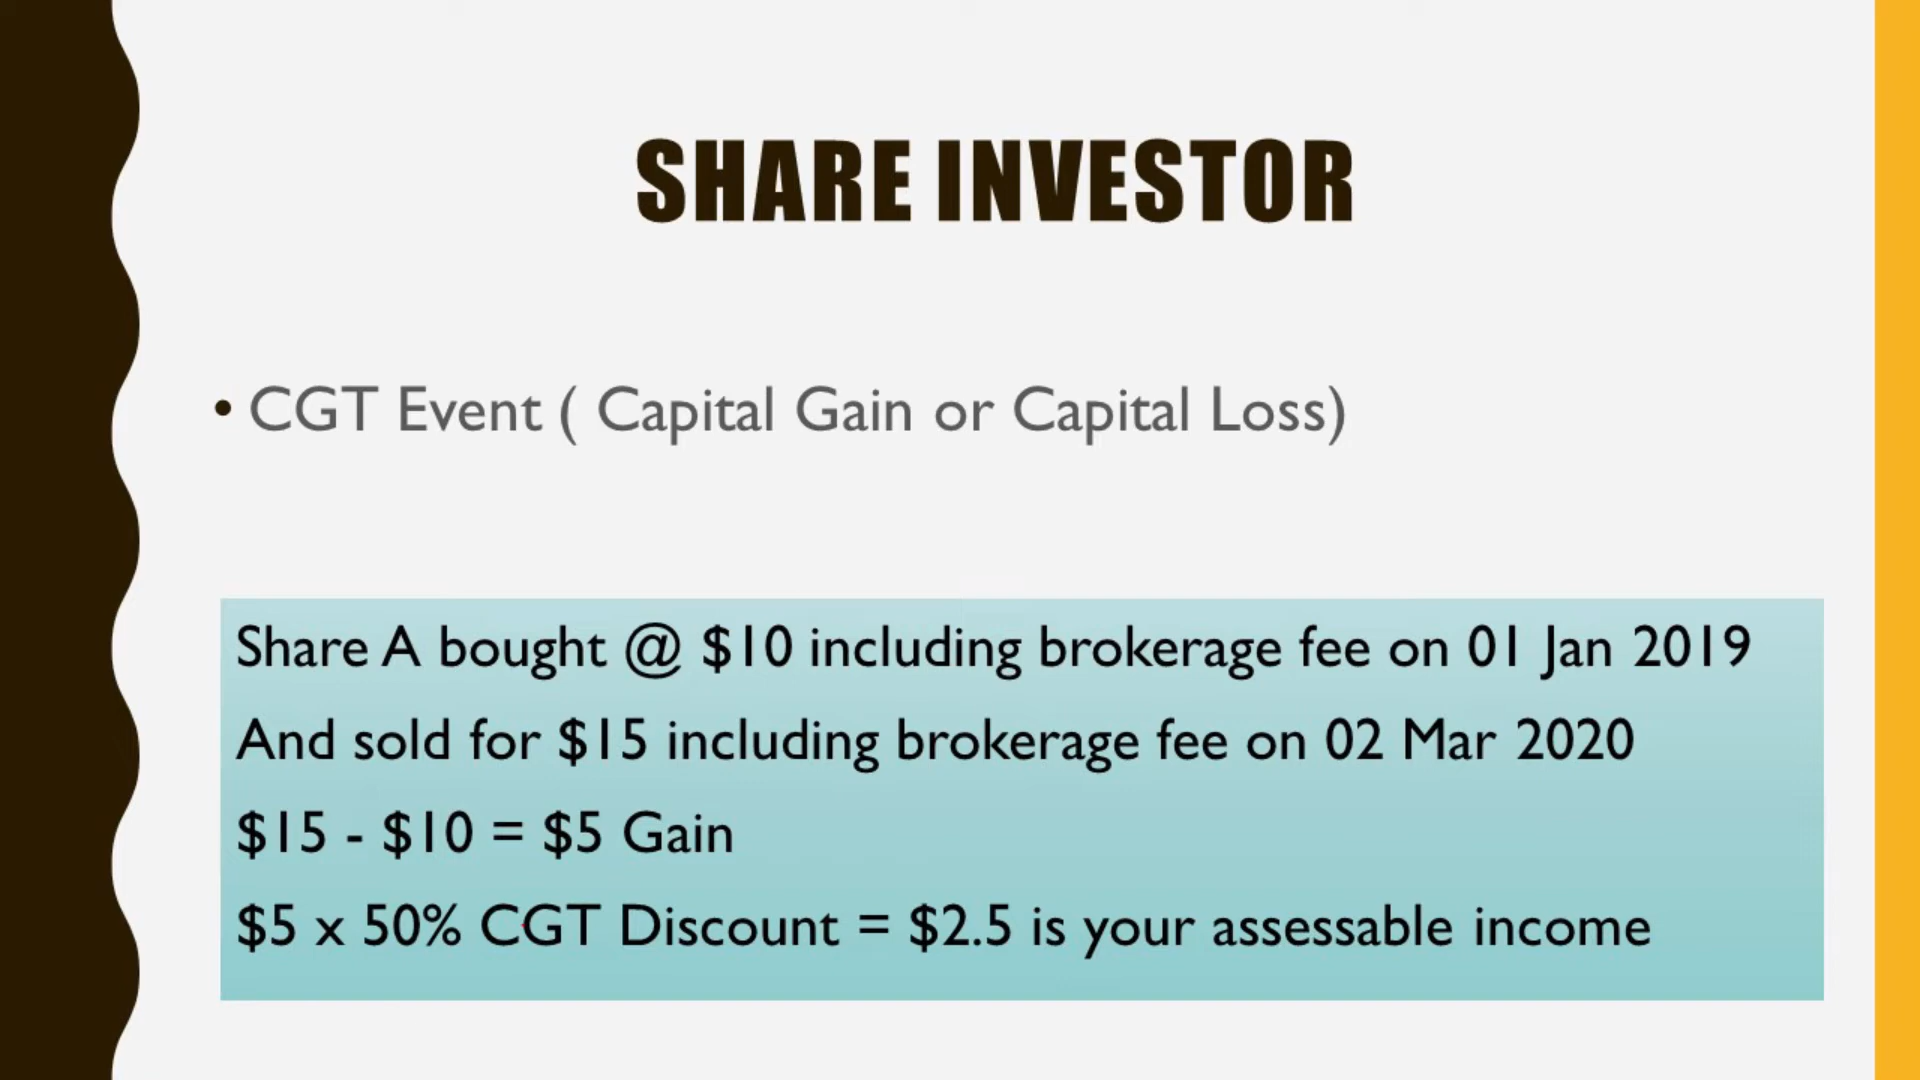 SHARE INVESTOR
• CGT Event ( Capital Gain or Capital Loss)
Share A bought @ $10 including brokerage fee on 01 Jan 2019
And sold for $15 including brokerage fee on 02 Mar 2020
$15 - $10 = $5 Gain
$5 x 50% CGT Discount = $2.5 is your assessable income